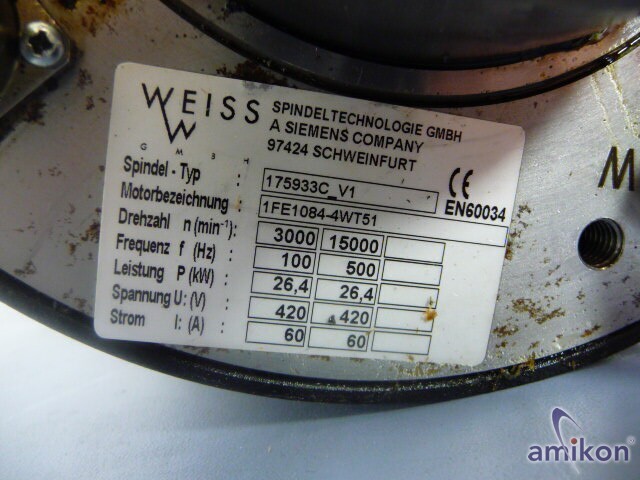 WEISS
W
G M B H
SPINDELTECHNOLOGIE GMBH
A SIEMENS COMPANY
97424 SCHWEINFURT
CE
EN60034
Spindel - Typ : 175933C_V1
Motorbezeichnung : 1FE1084-4WT51
Drehzahl n (min⁻¹): 3000 15000
Frequenz f (Hz) : 100 500
Leistung P (kW) : 26,4 26,4
Spannung U: (V) : 420 420
Strom I: (A) : 60 60
M
amikon